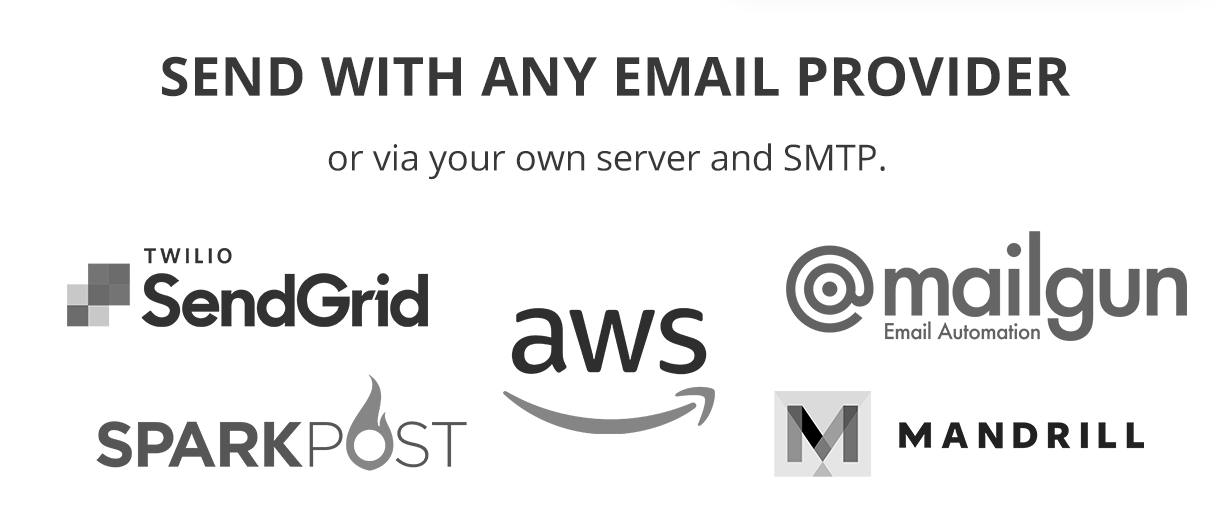 SEND WITH ANY EMAIL PROVIDER
or via your own server and SMTP.
TWILIO
SendGrid
aws
@mailgun
Email Automation
SPARKPOST
MANDRILL